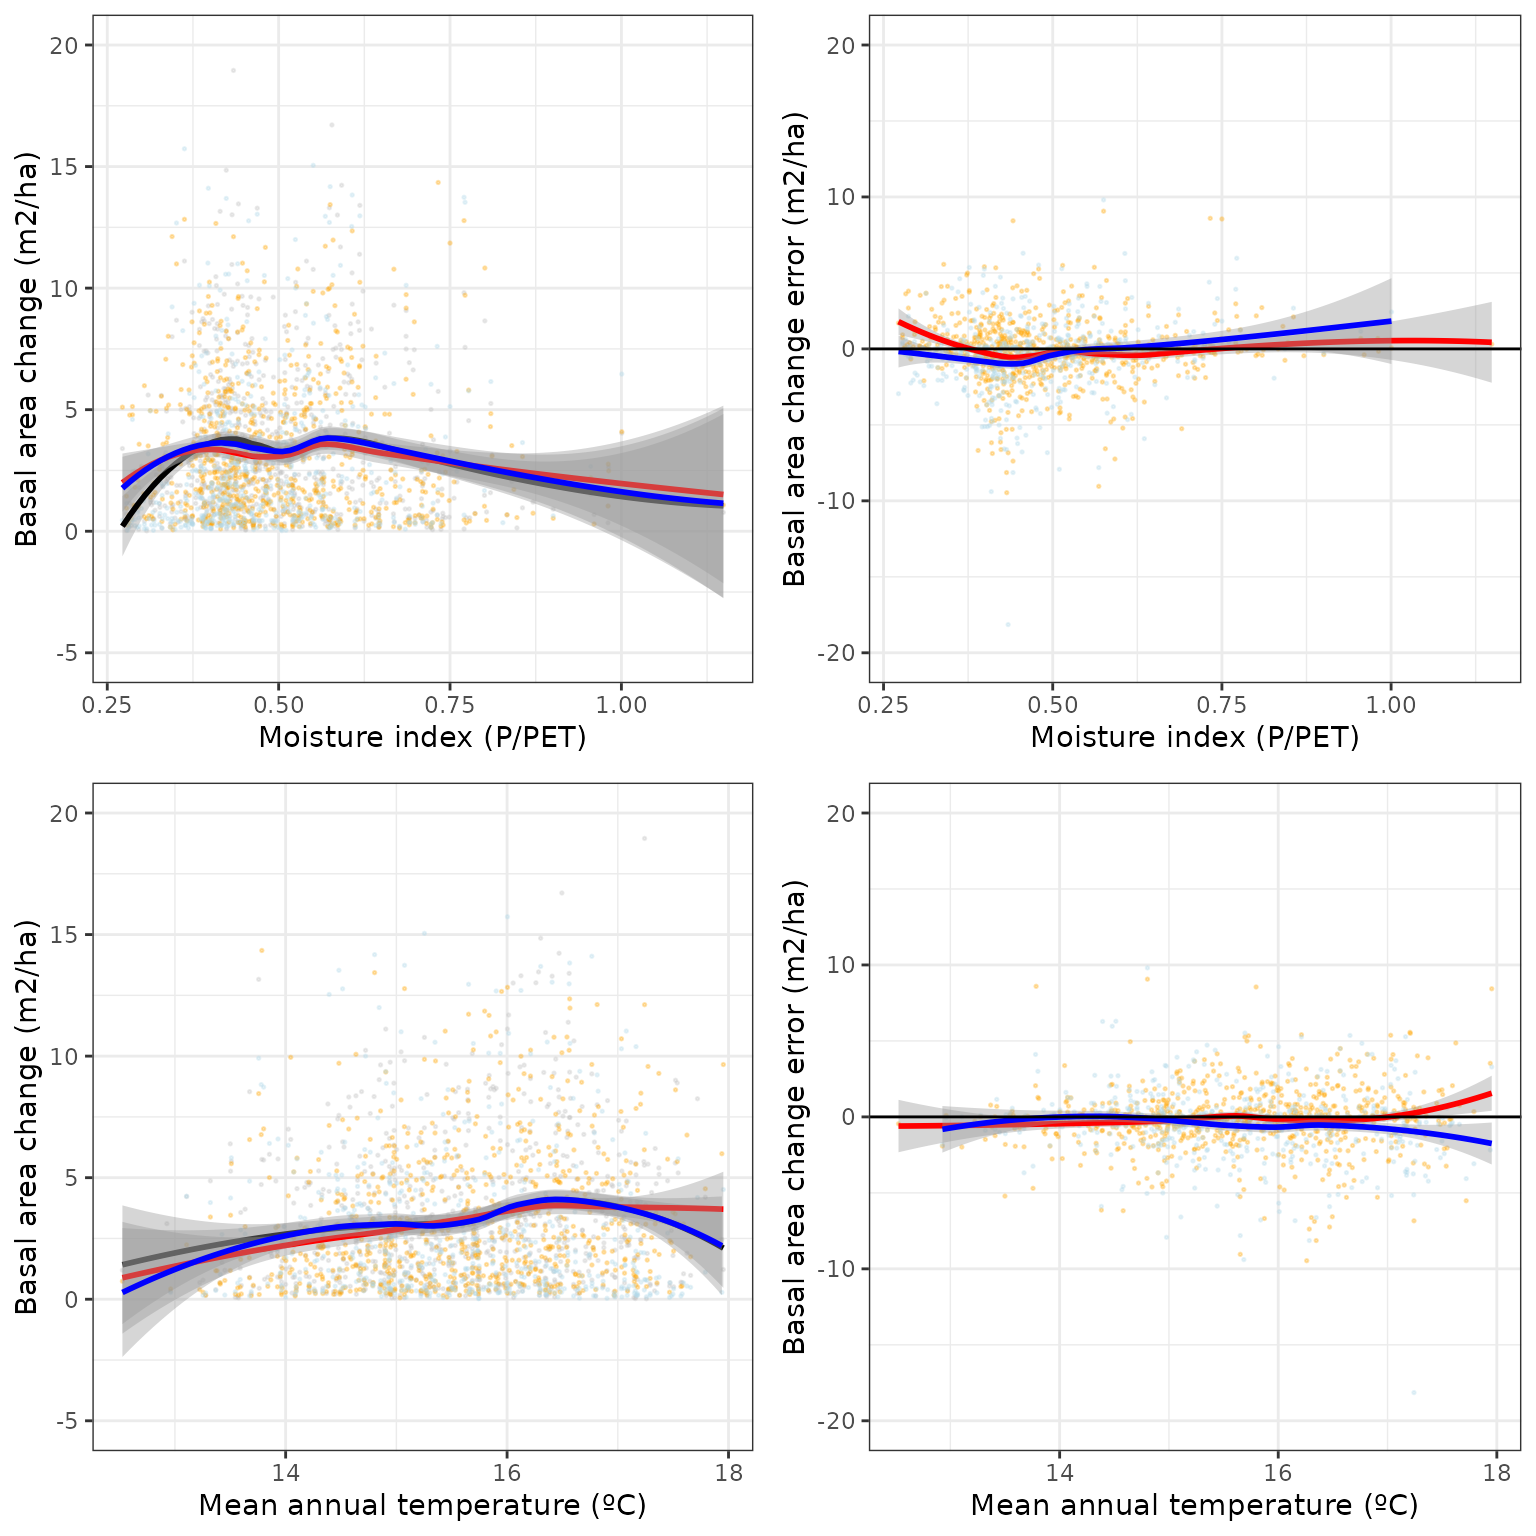 Basal area change (m2/ha)
20
15
10
5
0
-5
0.25 0.50 0.75 1.00
Moisture index (P/PET)
Basal area change error (m2/ha)
20
10
0
-10
-20
0.25 0.50 0.75 1.00
Moisture index (P/PET)
Basal area change (m2/ha)
20
15
10
5
0
-5
14 16 18
Mean annual temperature (ºC)
Basal area change error (m2/ha)
20
10
0
-10
-20
14 16 18
Mean annual temperature (ºC)